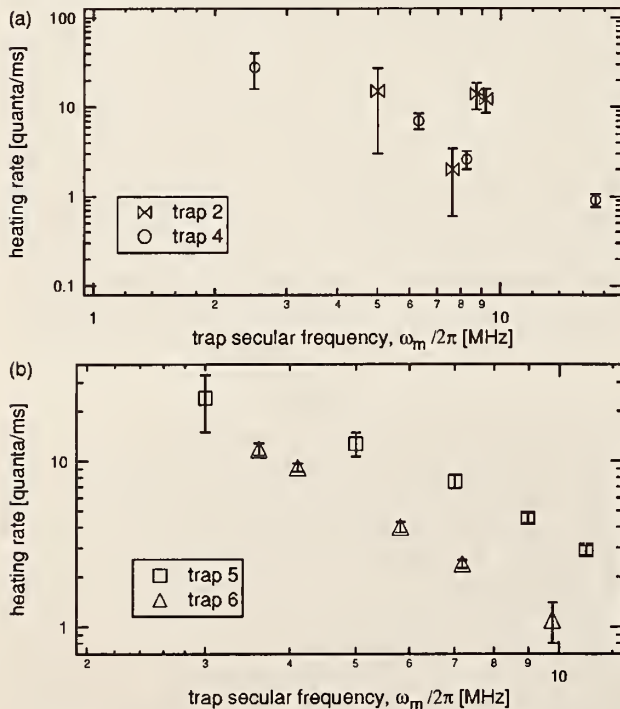 (a)
100
10
1
0.1
heating rate [quanta/ms]
trap 2
trap 4
1 2 3 4 5 6 7 8 9 10
trap secular frequency, ωm/2π [MHz]
(b)
10
1
heating rate [quanta/ms]
trap 5
trap 6
2 3 4 5 6 7 8 9 10
trap secular frequency, ωm/2π [MHz]